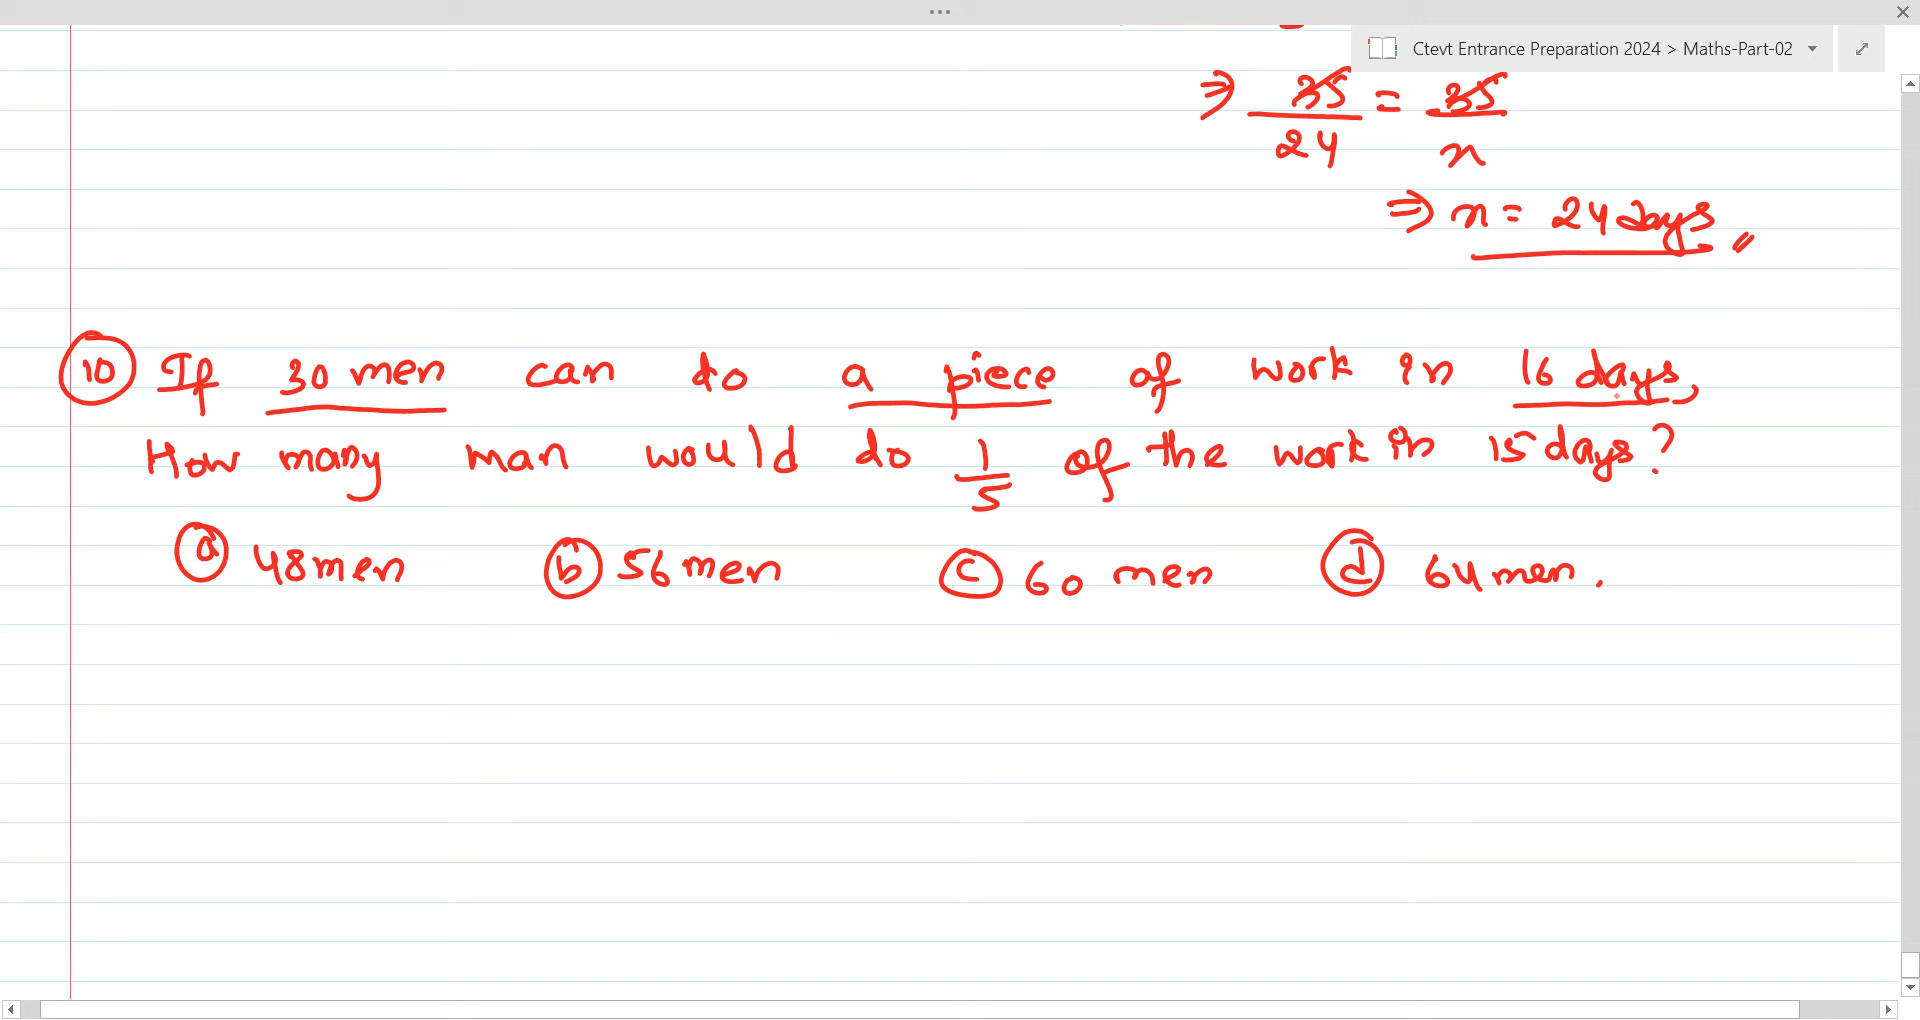 Ctevt Entrance Preparation 2024 > Maths-Part-02
⇒ 35/24 = 35/n
⇒ n = 24 days
10 If 30 men can do a piece of work in 16 days,
How many man would do 1/5 of the work in 15 days?
a 48 men b 56 men c 60 men d 64 men.